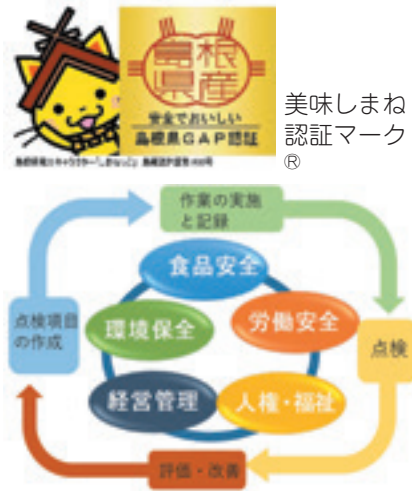 島根
県産
安全でおいしい
島根県GAP認証
美味しまね
認証マーク
®
作業の実施
と記録
食品安全
点検項目
の作成
環境保全
労働安全
点検
経営管理
人権・福祉
評価・改善